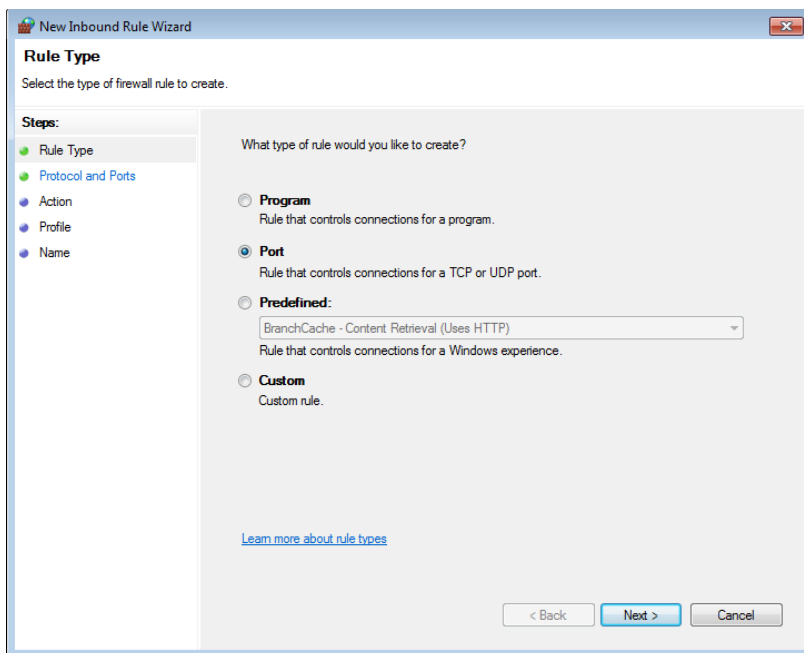 New Inbound Rule Wizard
Rule Type
Select the type of firewall rule to create.
Steps:
Rule Type
Protocol and Ports
Action
Profile
Name
What type of rule would you like to create?
Program
Rule that controls connections for a program.
Port
Rule that controls connections for a TCP or UDP port.
Predefined:
BranchCache - Content Retrieval (Uses HTTP)
Rule that controls connections for a Windows experience.
Custom
Custom rule.
Learn more about rule types
< Back Next > Cancel